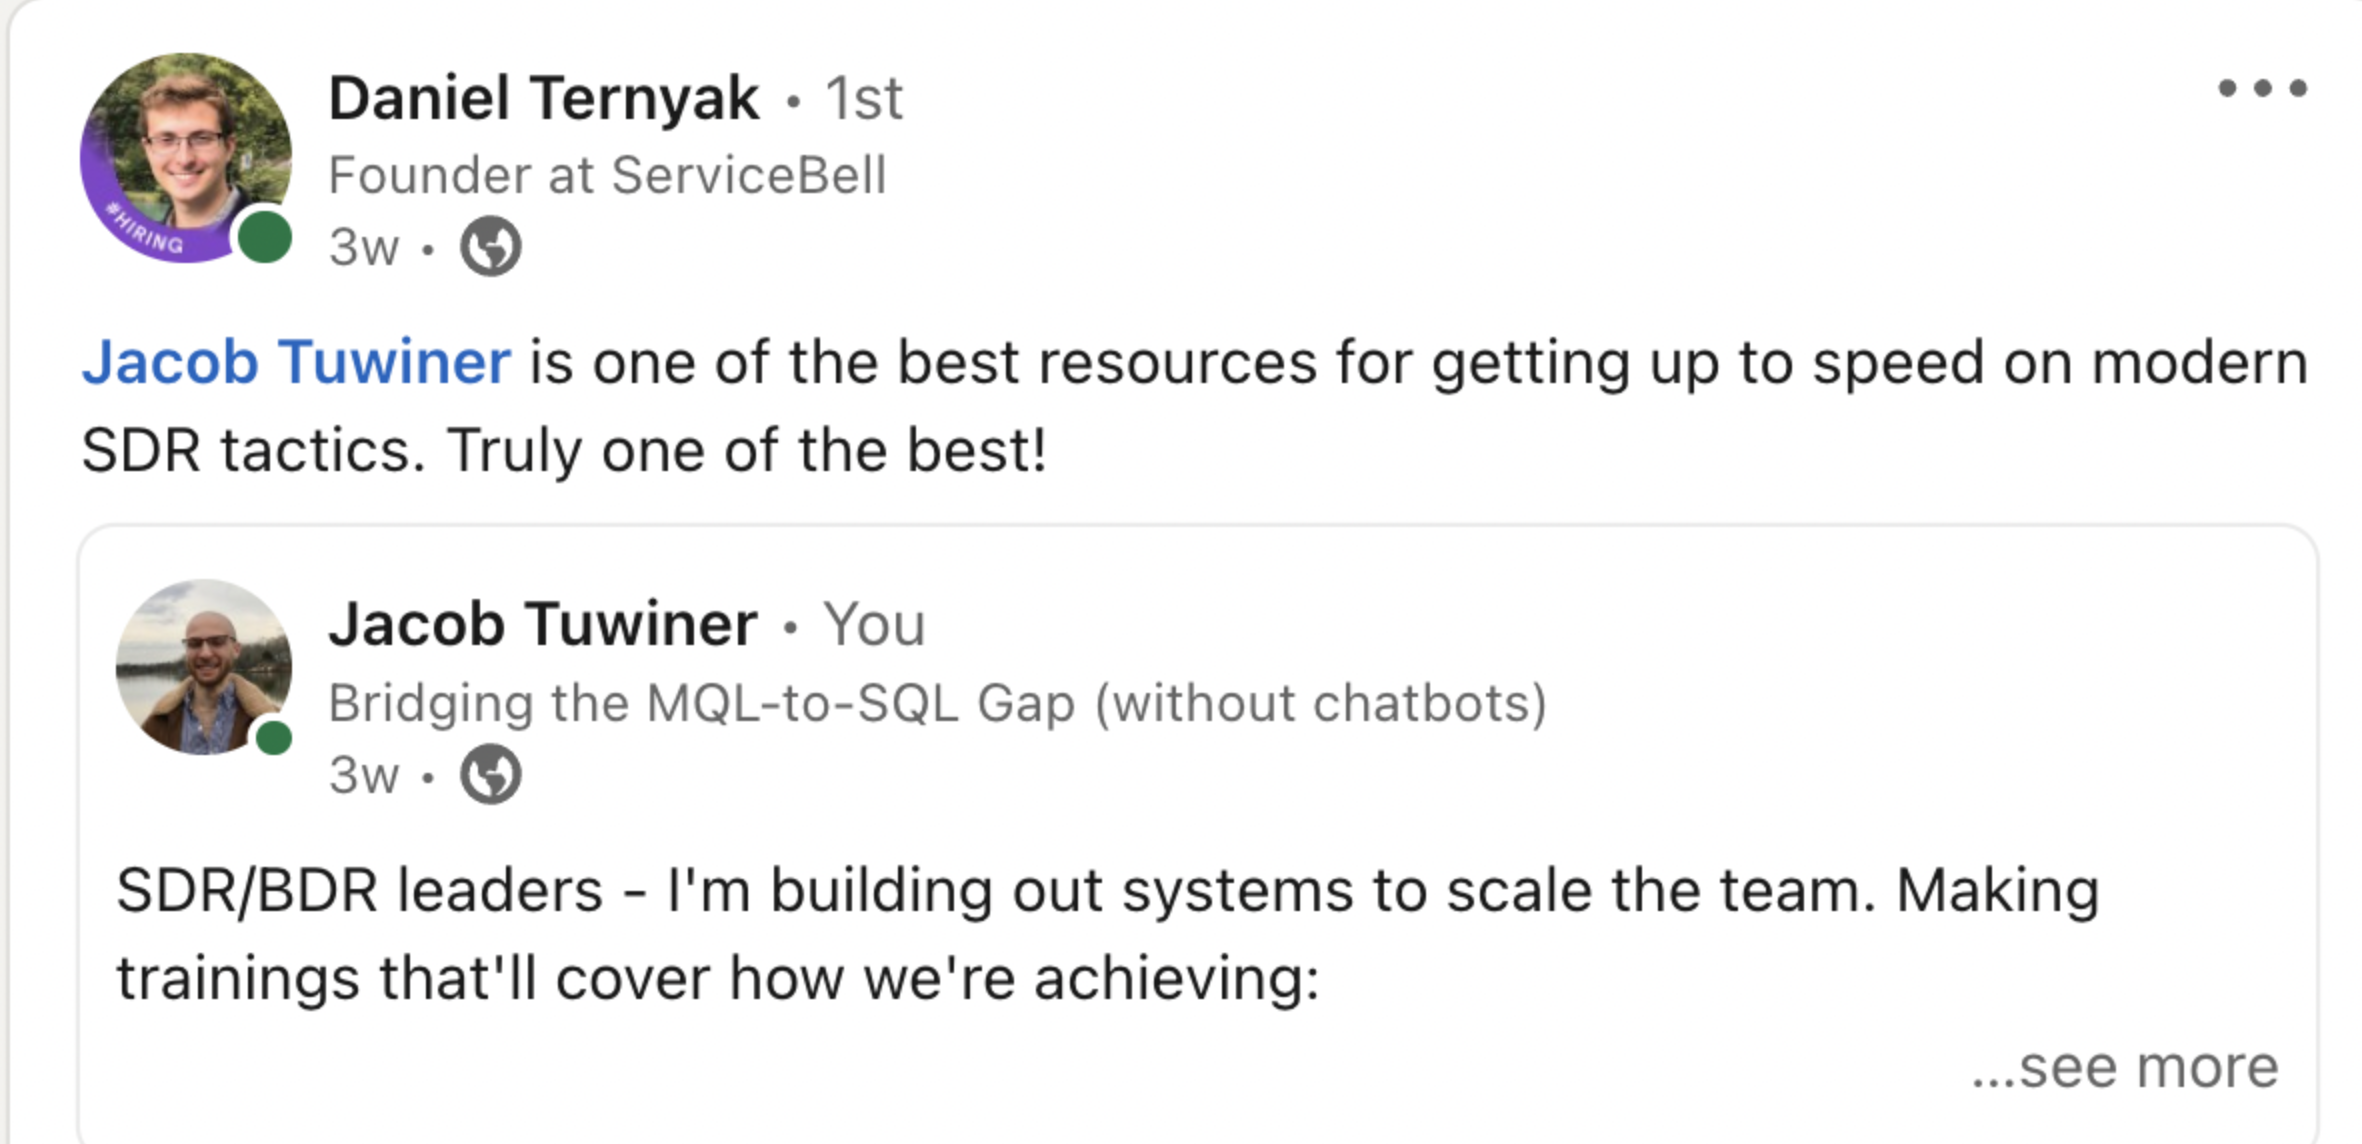 Daniel Ternyak • 1st
Founder at ServiceBell
3w •
#HIRING
Jacob Tuwiner is one of the best resources for getting up to speed on modern
SDR tactics. Truly one of the best!
Jacob Tuwiner • You
Bridging the MQL-to-SQL Gap (without chatbots)
3w •
SDR/BDR leaders - I'm building out systems to scale the team. Making
trainings that'll cover how we're achieving:
...see more